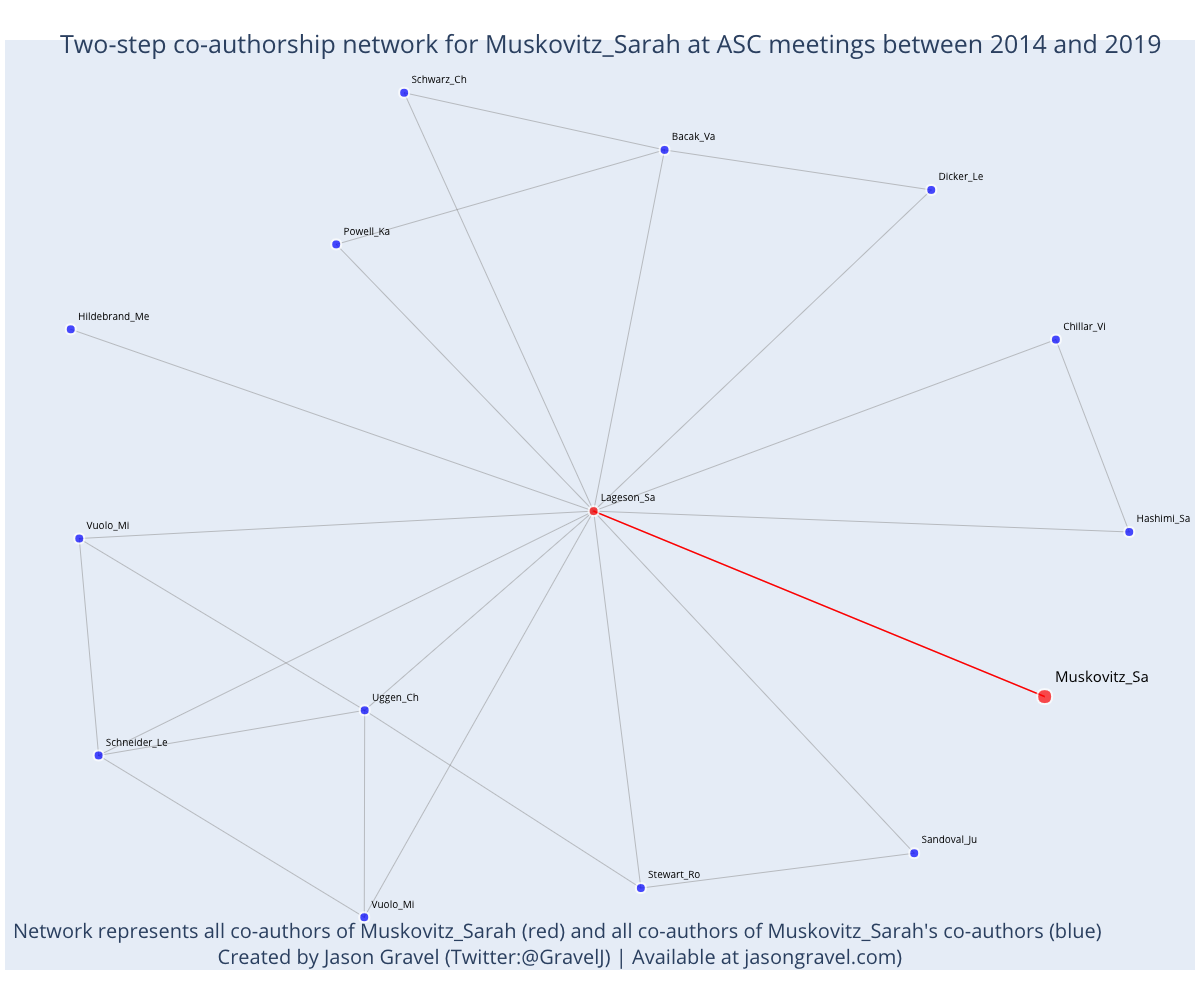 Two-step co-authorship network for Muskovitz_Sarah at ASC meetings between 2014 and 2019
Schwarz_Ch
Bacak_Va
Dicker_Le
Powell_Ka
Hildebrand_Me
Chillar_Vi
Lageson_Sa
Hashimi_Sa
Vuolo_Mi
Muskovitz_Sa
Uggen_Ch
Schneider_Le
Sandoval_Ju
Stewart_Ro
Vuolo_Mi
Network represents all co-authors of Muskovitz_Sarah (red) and all co-authors of Muskovitz_Sarah's co-authors (blue)
Created by Jason Gravel (Twitter:@GravelJ) | Available at jasongravel.com)